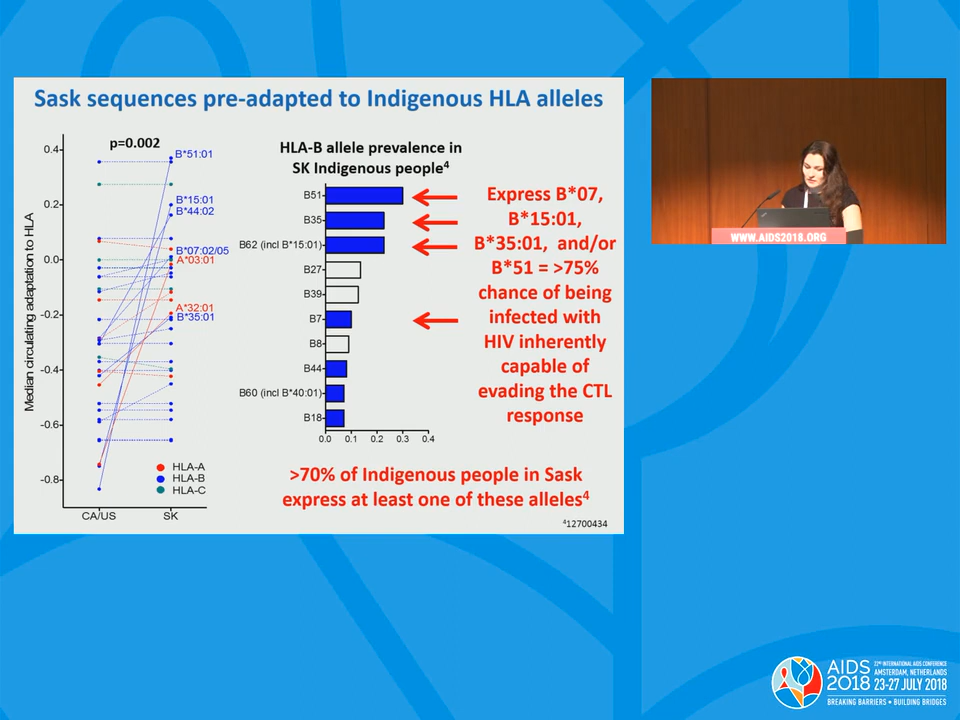 Sask sequences pre-adapted to Indigenous HLA alleles
p=0.002
Median circulating adaptation to HLA
0.4
0.2
0.0
-0.2
-0.4
-0.6
-0.8
B*51:01
B*15:01
B*44:02
B*07:02/05
A*03:01
A*32:01
B*35:01
HLA-A
HLA-B
HLA-C
CA/US
SK
HLA-B allele prevalence in
SK Indigenous people4
B51
B35
B62 (incl B*15:01)
B27
B39
B7
B8
B44
B60 (incl B*40:01)
B18
0.0 0.1 0.2 0.3 0.4
Express B*07,
B*15:01,
B*35:01, and/or
B*51 = >75%
chance of being
infected with
HIV inherently
capable of
evading the CTL
response
>70% of Indigenous people in Sask
express at least one of these alleles4
412700434
WWW.AIDS2018.ORG
AIDS
2018
22ND INTERNATIONAL AIDS CONFERENCE
AMSTERDAM, NETHERLANDS
23-27 JULY 2018
BREAKING BARRIERS • BUILDING BRIDGES